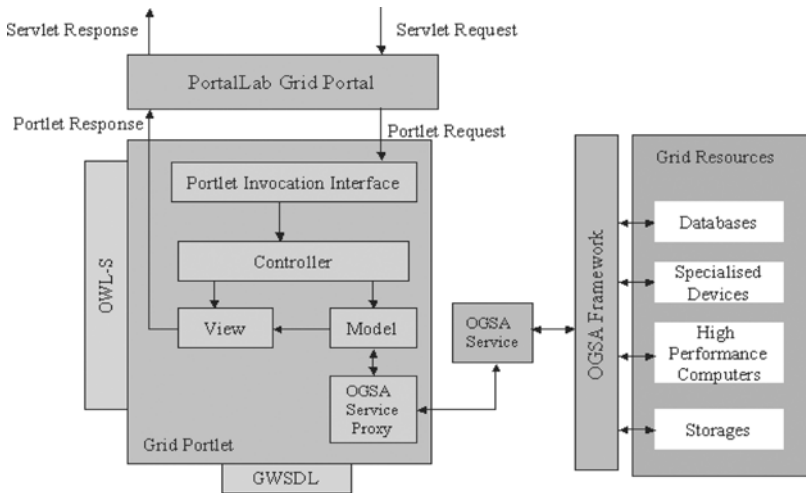 Servlet Response
Servlet Request
PortalLab Grid Portal
Portlet Response
Portlet Request
Portlet Invocation Interface
Controller
View
Model
OGSA
Service
Proxy
Grid Portlet
OWL-S
GWSDL
OGSA
Service
OGSA Framework
Grid Resources
Databases
Specialised
Devices
High
Performance
Computers
Storages